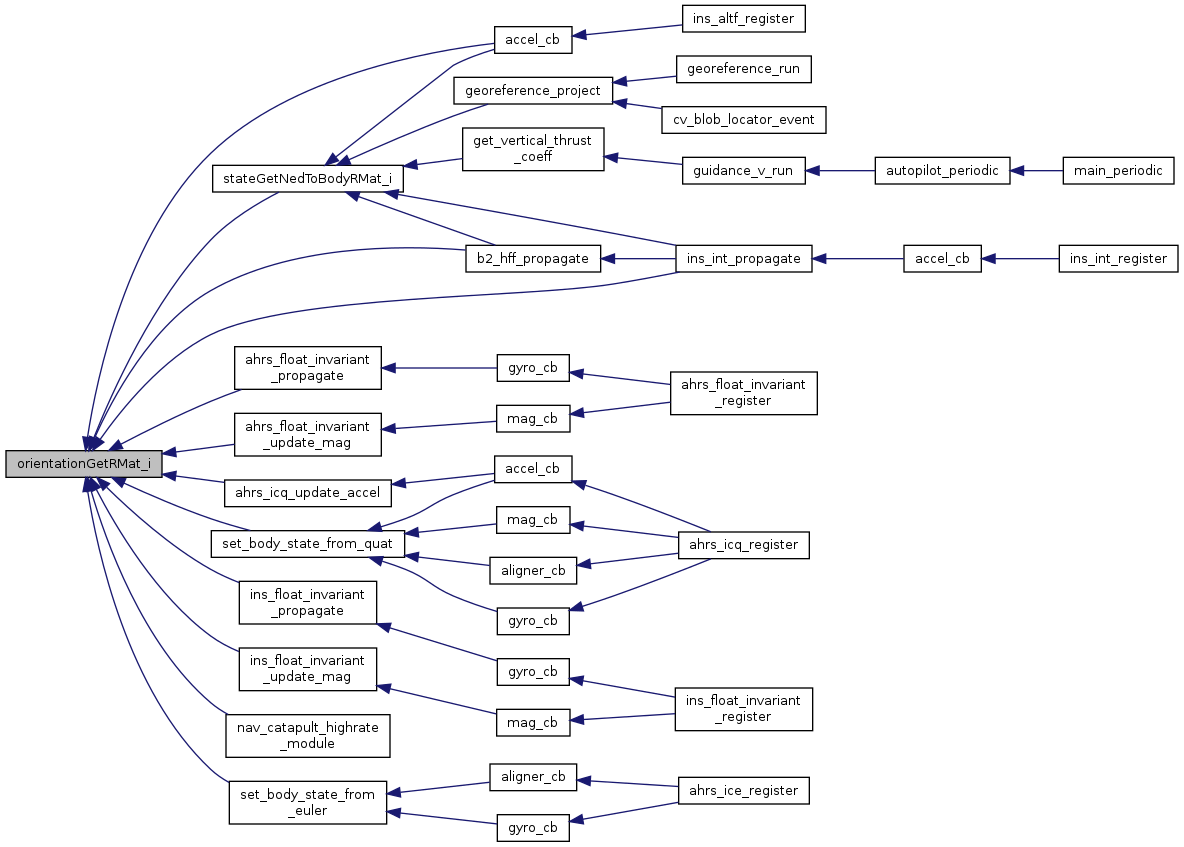 ins_altf_register
accel_cb
georeference_run
georeference_project
cv_blob_locator_event
get_vertical_thrust
_coeff
stateGetNedToBodyRMat_i
guidance_v_run
autopilot_periodic
main_periodic
b2_hff_propagate
ins_int_propagate
accel_cb
ins_int_register
ahrs_float_invariant
_propagate
gyro_cb
ahrs_float_invariant
_register
ahrs_float_invariant
_update_mag
mag_cb
orientationGetRMat_i
accel_cb
ahrs_icq_update_accel
mag_cb
set_body_state_from_quat
ahrs_icq_register
aligner_cb
ins_float_invariant
_propagate
gyro_cb
ins_float_invariant
_update_mag
gyro_cb
ins_float_invariant
_register
mag_cb
nav_catapult_highrate
_module
aligner_cb
set_body_state_from
_euler
ahrs_ice_register
gyro_cb